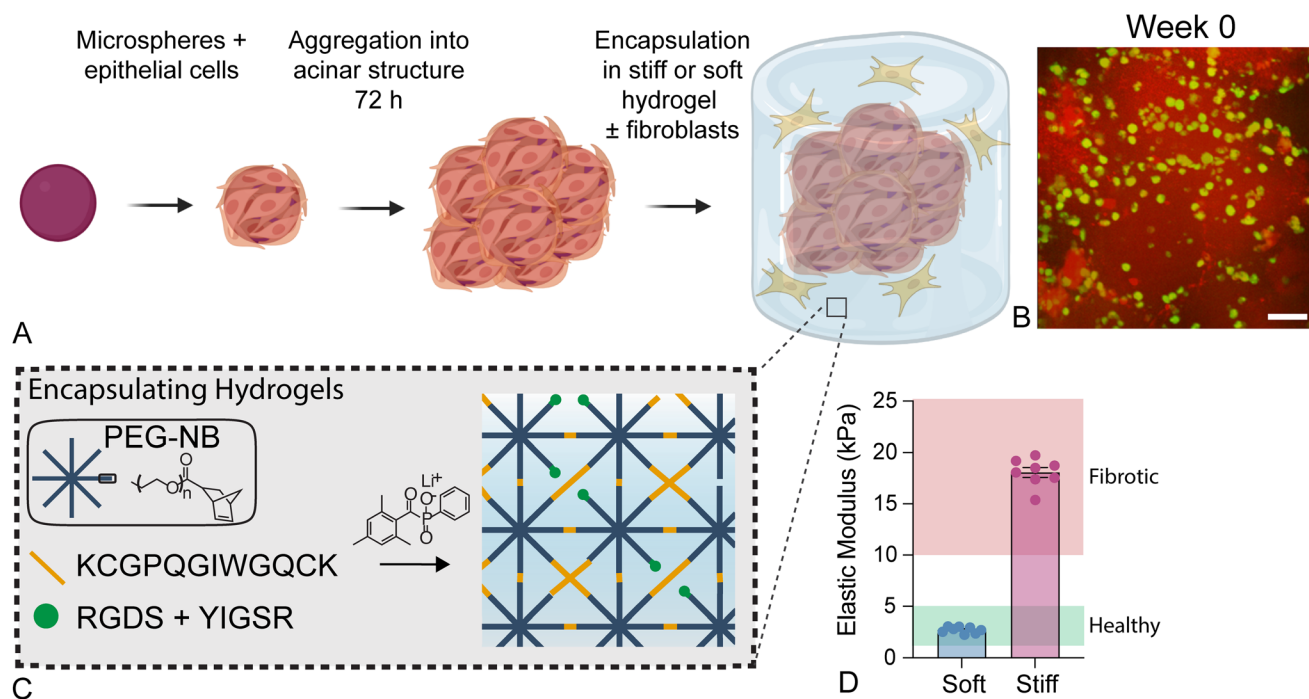 Microspheres +
epithelial cells
Aggregation into
acinar structure
72 h
Encapsulation
in stiff or soft
hydrogel
± fibroblasts
Week 0
A
B
Encapsulating Hydrogels
PEG-NB
O
O
n
Li+
O
O-
P
O
KCGPQGIWGQCK
RGDS + YIGSR
C
Elastic Modulus (kPa)
25
20
15
10
5
0
Fibrotic
Healthy
Soft
Stiff
D